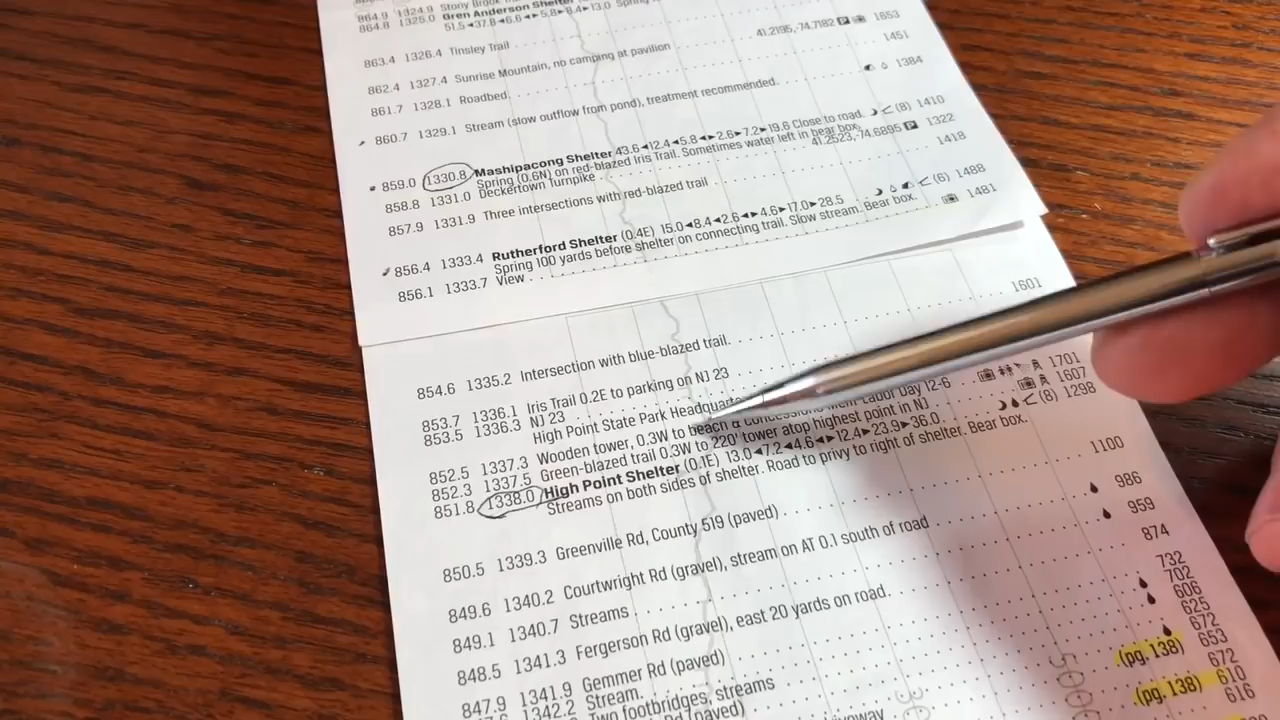 864.9 1324.9 Stony Brook
864.8 1325.0 Gren Anderson Shelter
51.5◂37.8◂6.6◂▸5.8▸8.4▸13.0 Spring
863.4 1326.4 Tinsley Trail
41.2195,-74.7182 P 1653
862.4 1327.4 Sunrise Mountain, no camping at pavilion
1451
861.7 1328.1 Roadbed
1384
860.7 1329.1 Stream (slow outflow from pond), treatment recommended.
859.0 1330.8 Mashipacong Shelter 43.6◂12.4◂5.8◂▸2.6▸7.2▸19.6 Close to road. (8) 1410
Spring (0.6N) on red-blazed Iris Trail. Sometimes water left in bear box.
858.8 1331.0 Deckertown Turnpike 41.2523,-74.6895 P 1322
857.9 1331.9 Three intersections with red-blazed trail 1418
856.4 1333.4 Rutherford Shelter (0.4E) 15.0◂8.4◂2.6◂▸4.6▸17.0▸28.5 (6) 1488
Spring 100 yards before shelter on connecting trail. Slow stream. Bear box.
856.1 1333.7 View 1481
854.6 1335.2 Intersection with blue-blazed trail. 1601
853.7 1336.1 Iris Trail 0.2E to parking on NJ 23
853.5 1336.3 NJ 23
High Point State Park
852.5 1337.3 Wooden tower, 0.3W to beach & Labor Day 12-6 1701
852.3 1337.5 Green-blazed trail 0.3W to 220' tower atop highest point in NJ 1607
851.8 1338.0 High Point Shelter (0.1E) 13.0◂7.2◂4.6◂▸12.4▸23.9▸36.0 (8) 1298
Streams on both sides of shelter. Road to privy to right of shelter. Bear box.
850.5 1339.3 Greenville Rd, County 519 (paved) 1100
849.6 1340.2 Courtwright Rd (gravel), stream on AT 0.1 south of road 986
849.1 1340.7 Streams 959
848.5 1341.3 Fergerson Rd (gravel), east 20 yards on road. 874
847.9 1341.9 Gemmer Rd (paved) 732
1342.2 Stream. 702
Two footbridges, streams 606
Rd (paved) 625
672
(pg. 138) 653
672
(pg. 138) 610
616
500